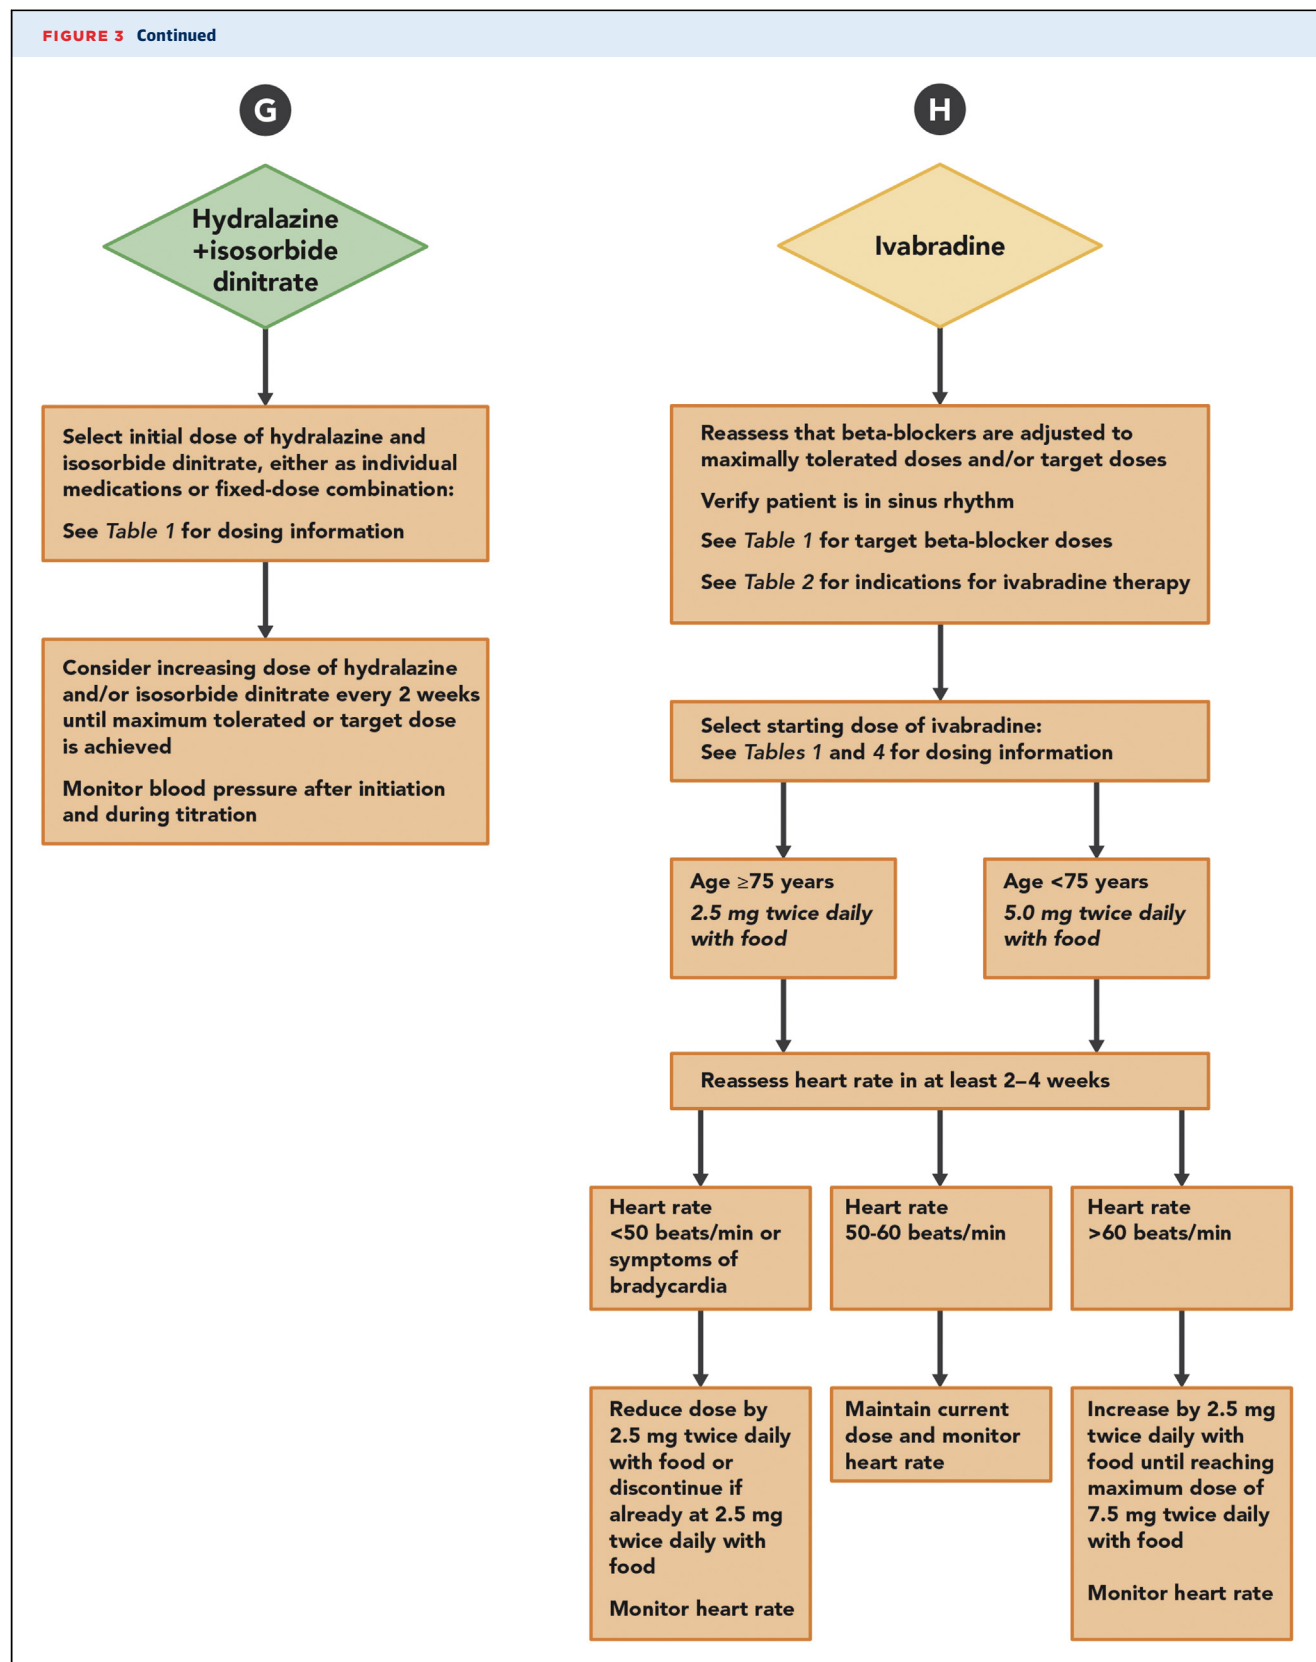 FIGURE 3 Continued
G
Hydralazine
+isosorbide
dinitrate
Select initial dose of hydralazine and
isosorbide dinitrate, either as individual
medications or fixed-dose combination:
See Table 1 for dosing information
Consider increasing dose of hydralazine
and/or isosorbide dinitrate every 2 weeks
until maximum tolerated or target dose
is achieved
Monitor blood pressure after initiation
and during titration
H
Ivabradine
Reassess that beta-blockers are adjusted to
maximally tolerated doses and/or target doses
Verify patient is in sinus rhythm
See Table 1 for target beta-blocker doses
See Table 2 for indications for ivabradine therapy
Select starting dose of ivabradine:
See Tables 1 and 4 for dosing information
Age ≥75 years
2.5 mg twice daily
with food
Age <75 years
5.0 mg twice daily
with food
Reassess heart rate in at least 2–4 weeks
Heart rate
<50 beats/min or
symptoms of
bradycardia
Heart rate
50-60 beats/min
Heart rate
>60 beats/min
Reduce dose by
2.5 mg twice daily
with food or
discontinue if
already at 2.5 mg
twice daily with
food
Monitor heart rate
Maintain current
dose and monitor
heart rate
Increase by 2.5 mg
twice daily with
food until reaching
maximum dose of
7.5 mg twice daily
with food
Monitor heart rate